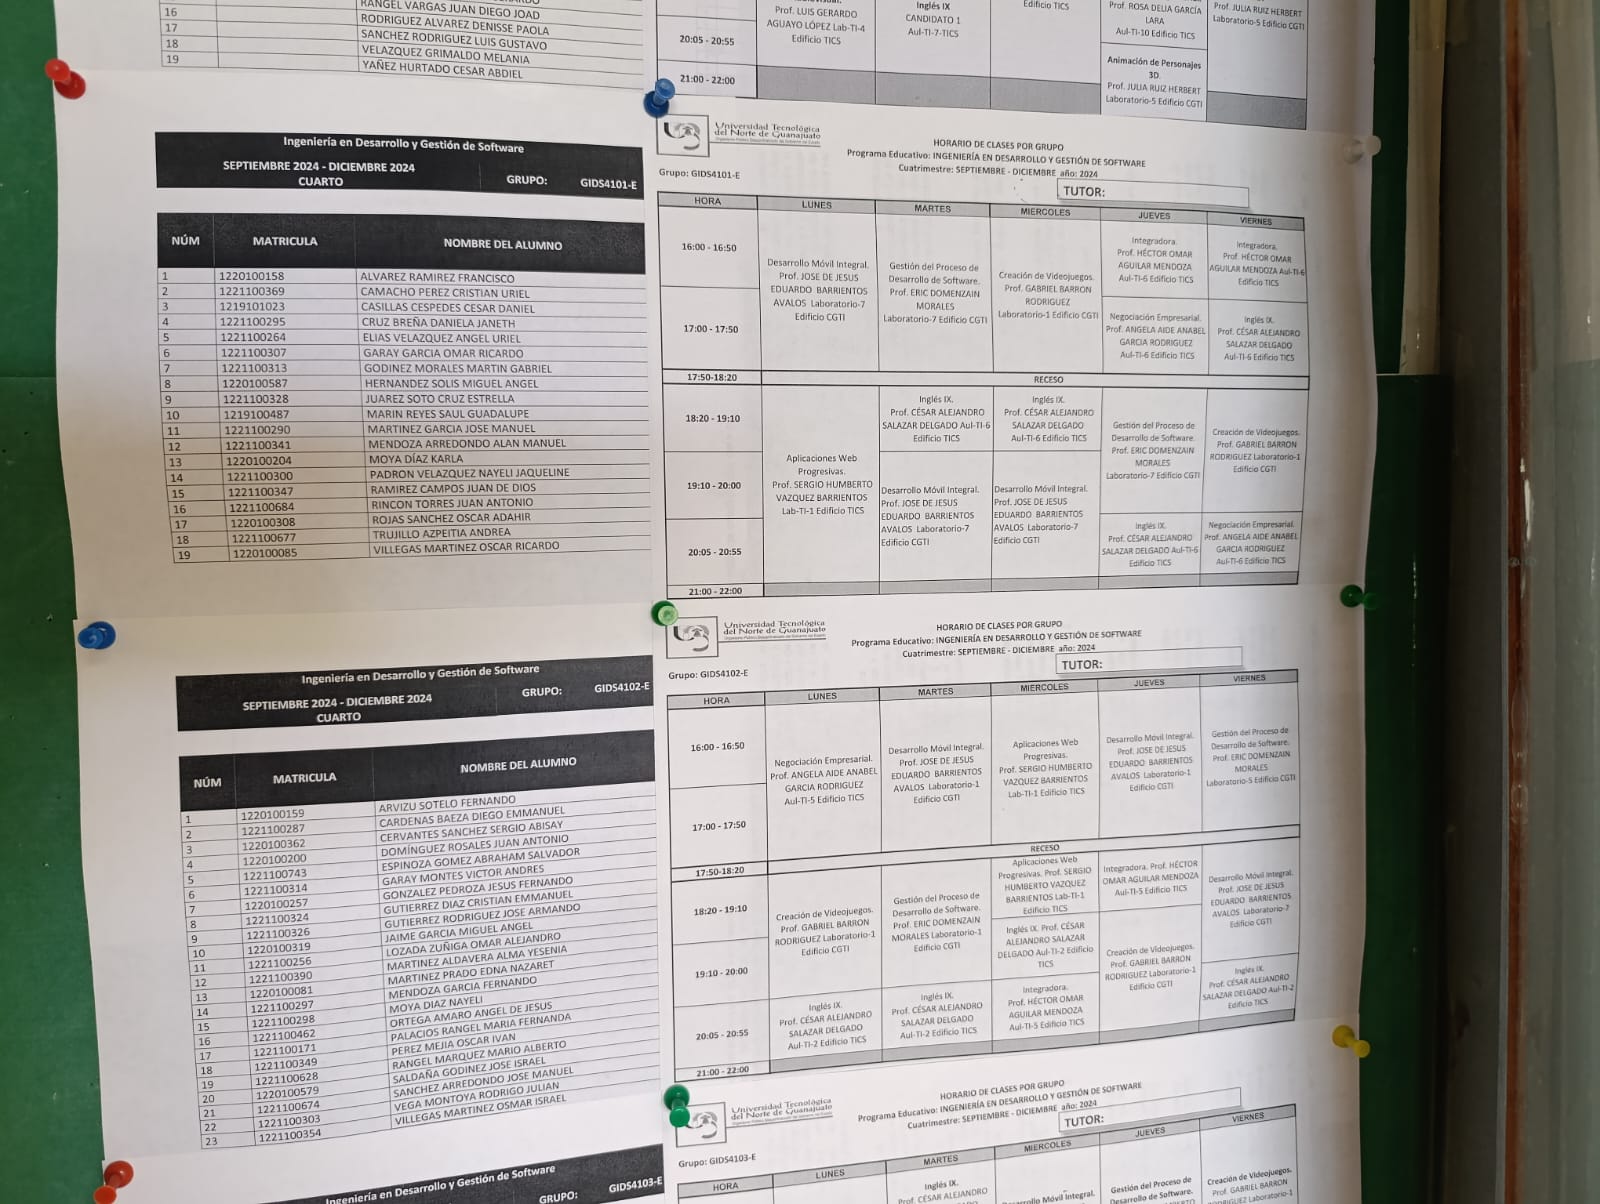 16
RANGEL VARGAS JUAN DIEGO JOAD
17
RODRIGUEZ ALVAREZ DENISSE PAOLA
18
SANCHEZ RODRIGUEZ LUIS GUSTAVO
19
VELAZQUEZ GRIMALDO MELANIA
YAÑEZ HURTADO CESAR ABDIEL
20:05 - 20:55
21:00 - 22:00
Prof. LUIS GERARDO
AGUAYO LÓPEZ Lab-TI-4
Edificio TICS
Inglés IX
CANDIDATO 1
Aul-TI-7-TICS
Edificio TICS
Prof. ROSA DELIA GARCÍA
LARA
Aul-TI-10 Edificio TICS
Animación de Personajes
3D.
Prof. JULIA RUIZ HERBERT
Laboratorio-5 Edificio CGTI
Prof. JULIA RUIZ HERBERT
Laboratorio-5 Edificio CGTI
Ingeniería en Desarrollo y Gestión de Software
SEPTIEMBRE 2024 - DICIEMBRE 2024
CUARTO
GRUPO: GIDS4101-E
NÚM MATRICULA NOMBRE DEL ALUMNO
1 1220100158 ALVAREZ RAMIREZ FRANCISCO
2 1221100369 CAMACHO PEREZ CRISTIAN URIEL
3 1219101023 CASILLAS CESPEDES CESAR DANIEL
4 1221100295 CRUZ BREÑA DANIELA JANETH
5 1221100264 ELIAS VELAZQUEZ ANGEL URIEL
6 1221100307 GARAY GARCIA OMAR RICARDO
7 1221100313 GODINEZ MORALES MARTIN GABRIEL
8 1220100587 HERNANDEZ SOLIS MIGUEL ANGEL
9 1221100328 JUAREZ SOTO CRUZ ESTRELLA
10 1219100487 MARIN REYES SAUL GUADALUPE
11 1221100290 MARTINEZ GARCIA JOSE MANUEL
12 1221100341 MENDOZA ARREDONDO ALAN MANUEL
13 1220100204 MOYA DÍAZ KARLA
14 1221100300 PADRON VELAZQUEZ NAYELI JAQUELINE
15 1221100347 RAMIREZ CAMPOS JUAN DE DIOS
16 1221100684 RINCON TORRES JUAN ANTONIO
17 1220100308 ROJAS SANCHEZ OSCAR ADAHIR
18 1221100677 TRUJILLO AZPEITIA ANDREA
19 1220100085 VILLEGAS MARTINEZ OSCAR RICARDO
Universidad Tecnológica
del Norte de Guanajuato
HORARIO DE CLASES POR GRUPO
Programa Educativo: INGENIERÍA EN DESARROLLO Y GESTIÓN DE SOFTWARE
Cuatrimestre: SEPTIEMBRE - DICIEMBRE año: 2024
Grupo: GIDS4101-E
TUTOR:
HORA LUNES MARTES MIERCOLES JUEVES VIERNES
16:00 - 16:50
17:00 - 17:50
Desarrollo Móvil Integral.
Prof. JOSE DE JESUS
EDUARDO BARRIENTOS
AVALOS Laboratorio-7
Edificio CGTI
Gestión del Proceso de
Desarrollo de Software.
Prof. ERIC DOMENZAIN
MORALES
Laboratorio-7 Edificio CGTI
Creación de Videojuegos.
Prof. GABRIEL BARRON
RODRIGUEZ
Laboratorio-1 Edificio CGTI
Integradora.
Prof. HÉCTOR OMAR
AGUILAR MENDOZA
Aul-TI-6 Edificio TICS
Negociación Empresarial.
Prof. ANGELA AIDE ANABEL
GARCIA RODRIGUEZ
Aul-TI-6 Edificio TICS
Integradora.
Prof. HÉCTOR OMAR
AGUILAR MENDOZA Aul-TI-6
Edificio TICS
Inglés IX.
Prof. CÉSAR ALEJANDRO
SALAZAR DELGADO
Aul-TI-6 Edificio TICS
17:50-18:20 RECESO
18:20 - 19:10
19:10 - 20:00
20:05 - 20:55
21:00 - 22:00
Aplicaciones Web
Progresivas.
Prof. SERGIO HUMBERTO
VAZQUEZ BARRIENTOS
Lab-TI-1 Edificio TICS
Inglés IX.
Prof. CÉSAR ALEJANDRO
SALAZAR DELGADO Aul-TI-6
Edificio TICS
Desarrollo Móvil Integral.
Prof. JOSE DE JESUS
EDUARDO BARRIENTOS
AVALOS Laboratorio-7
Edificio CGTI
Inglés IX.
Prof. CÉSAR ALEJANDRO
SALAZAR DELGADO
Aul-TI-6 Edificio TICS
Desarrollo Móvil Integral.
Prof. JOSE DE JESUS
EDUARDO BARRIENTOS
AVALOS Laboratorio-7
Edificio CGTI
Gestión del Proceso de
Desarrollo de Software.
Prof. ERIC DOMENZAIN
MORALES
Laboratorio-7 Edificio CGTI
Inglés IX.
Prof. CÉSAR ALEJANDRO
SALAZAR DELGADO Aul-TI-6
Edificio TICS
Creación de Videojuegos.
Prof. GABRIEL BARRON
RODRIGUEZ Laboratorio-1
Edificio CGTI
Negociación Empresarial.
Prof. ANGELA AIDE ANABEL
GARCIA RODRIGUEZ
Aul-TI-6 Edificio TICS
Ingeniería en Desarrollo y Gestión de Software
SEPTIEMBRE 2024 - DICIEMBRE 2024
CUARTO
GRUPO: GIDS4102-E
NÚM MATRICULA NOMBRE DEL ALUMNO
1 1220100159 ARVIZU SOTELO FERNANDO
2 1221100287 CARDENAS BAEZA DIEGO EMMANUEL
3 1220100362 CERVANTES SANCHEZ SERGIO ABISAY
4 1220100200 DOMÍNGUEZ ROSALES JUAN ANTONIO
5 1221100743 ESPINOZA GOMEZ ABRAHAM SALVADOR
6 1221100314 GARAY MONTES VICTOR ANDRES
7 1220100257 GONZALEZ PEDROZA JESUS FERNANDO
8 1221100324 GUTIERREZ DIAZ CRISTIAN EMMANUEL
9 1221100326 GUTIERREZ RODRIGUEZ JOSE ARMANDO
10 1220100319 JAIME GARCIA MIGUEL ANGEL
11 1221100256 LOZADA ZUÑIGA OMAR ALEJANDRO
12 1221100390 MARTINEZ ALDAVERA ALMA YESENIA
13 1220100081 MARTINEZ PRADO EDNA NAZARET
14 1221100297 MENDOZA GARCIA FERNANDO
15 1221100298 MOYA DIAZ NAYELI
16 1221100462 ORTEGA AMARO ANGEL DE JESUS
17 1221100171 PALACIOS RANGEL MARIA FERNANDA
18 1221100349 PEREZ MEJIA OSCAR IVAN
19 1221100628 RANGEL MARQUEZ MARIO ALBERTO
20 1220100579 SALDAÑA GODINEZ JOSE ISRAEL
21 1221100674 SANCHEZ ARREDONDO JOSE MANUEL
22 1221100303 VEGA MONTOYA RODRIGO JULIAN
23 1221100354 VILLEGAS MARTINEZ OSMAR ISRAEL
Universidad Tecnológica
del Norte de Guanajuato
HORARIO DE CLASES POR GRUPO
Programa Educativo: INGENIERÍA EN DESARROLLO Y GESTIÓN DE SOFTWARE
Cuatrimestre: SEPTIEMBRE - DICIEMBRE año: 2024
Grupo: GIDS4102-E
TUTOR:
HORA LUNES MARTES MIERCOLES JUEVES VIERNES
16:00 - 16:50
17:00 - 17:50
Negociación Empresarial.
Prof. ANGELA AIDE ANABEL
GARCIA RODRIGUEZ
Aul-TI-5 Edificio TICS
Desarrollo Móvil Integral.
Prof. JOSE DE JESUS
EDUARDO BARRIENTOS
AVALOS Laboratorio-1
Edificio CGTI
Aplicaciones Web
Progresivas.
Prof. SERGIO HUMBERTO
VAZQUEZ BARRIENTOS
Lab-TI-1 Edificio TICS
Desarrollo Móvil Integral.
Prof. JOSE DE JESUS
EDUARDO BARRIENTOS
AVALOS Laboratorio-1
Edificio CGTI
Gestión del Proceso de
Desarrollo de Software.
Prof. ERIC DOMENZAIN
MORALES
Laboratorio-5 Edificio CGTI
17:50-18:20 RECESO
18:20 - 19:10
19:10 - 20:00
20:05 - 20:55
21:00 - 22:00
Creación de Videojuegos.
Prof. GABRIEL BARRON
RODRIGUEZ Laboratorio-1
Edificio CGTI
Inglés IX.
Prof. CÉSAR ALEJANDRO
SALAZAR DELGADO
Aul-TI-2 Edificio TICS
Gestión del Proceso de
Desarrollo de Software.
Prof. ERIC DOMENZAIN
MORALES Laboratorio-1
Edificio CGTI
Inglés IX.
Prof. CÉSAR ALEJANDRO
SALAZAR DELGADO
Aul-TI-2 Edificio TICS
Aplicaciones Web
Progresivas. Prof. SERGIO
HUMBERTO VAZQUEZ
BARRIENTOS Lab-TI-1
Edificio TICS
Inglés IX. Prof. CÉSAR
ALEJANDRO SALAZAR
DELGADO Aul-TI-2 Edificio
TICS
Integradora.
Prof. HÉCTOR OMAR
AGUILAR MENDOZA
Aul-TI-5 Edificio TICS
Integradora. Prof. HÉCTOR
OMAR AGUILAR MENDOZA
Aul-TI-5 Edificio TICS
Creación de Videojuegos.
Prof. GABRIEL BARRON
RODRIGUEZ Laboratorio-1
Edificio CGTI
Desarrollo Móvil Integral.
Prof. JOSE DE JESUS
EDUARDO BARRIENTOS
AVALOS Laboratorio-7
Edificio CGTI
Inglés IX.
Prof. CÉSAR ALEJANDRO
SALAZAR DELGADO Aul-TI-2
Edificio TICS
Ingeniería en Desarrollo y Gestión de Software
GRUPO: GIDS4103-E
Universidad Tecnológica
del Norte de Guanajuato
HORARIO DE CLASES POR GRUPO
Programa Educativo: INGENIERÍA EN DESARROLLO Y GESTIÓN DE SOFTWARE
Cuatrimestre: SEPTIEMBRE - DICIEMBRE año: 2024
Grupo: GIDS4103-E
TUTOR:
HORA LUNES MARTES MIERCOLES JUEVES VIERNES
Inglés IX.
Prof. CÉSAR ALEJANDRO
Móvil Integral.
Gestión del Proceso de
Desarrollo de Software.
Creación de Videojuegos.
Prof. GABRIEL BARRON
Laboratorio-1